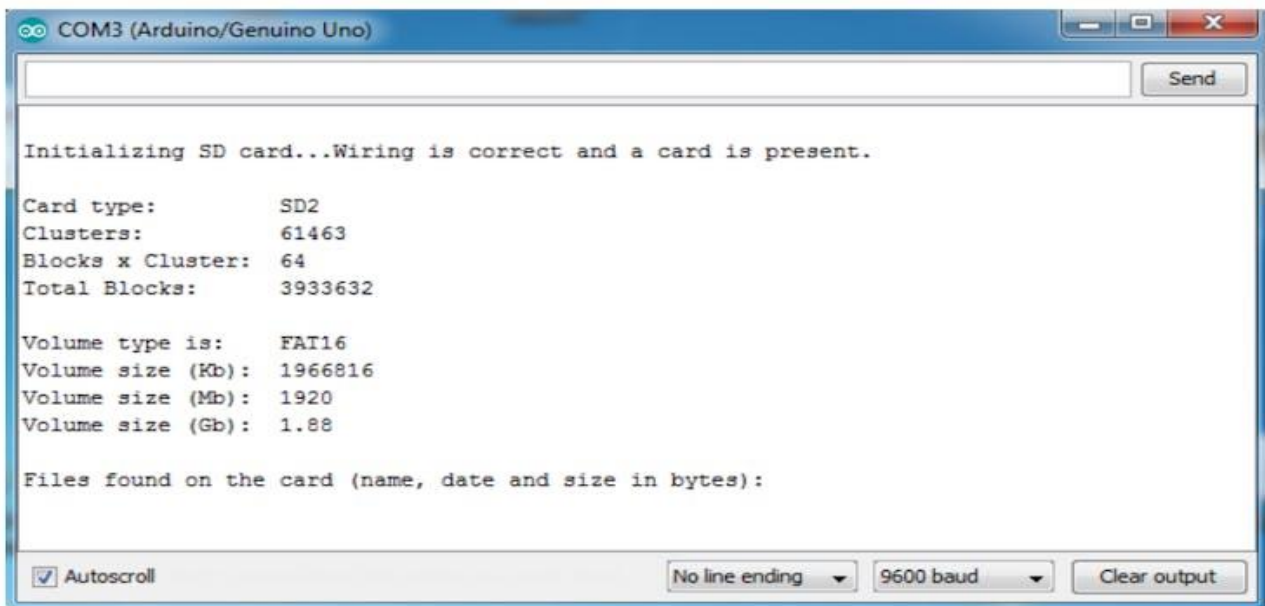 COM3 (Arduino/Genuino Uno)
Send
Initializing SD card...Wiring is correct and a card is present.
Card type: SD2
Clusters: 61463
Blocks x Cluster: 64
Total Blocks: 3933632
Volume type is: FAT16
Volume size (Kb): 1966816
Volume size (Mb): 1920
Volume size (Gb): 1.88
Files found on the card (name, date and size in bytes):
Autoscroll No line ending 9600 baud Clear output